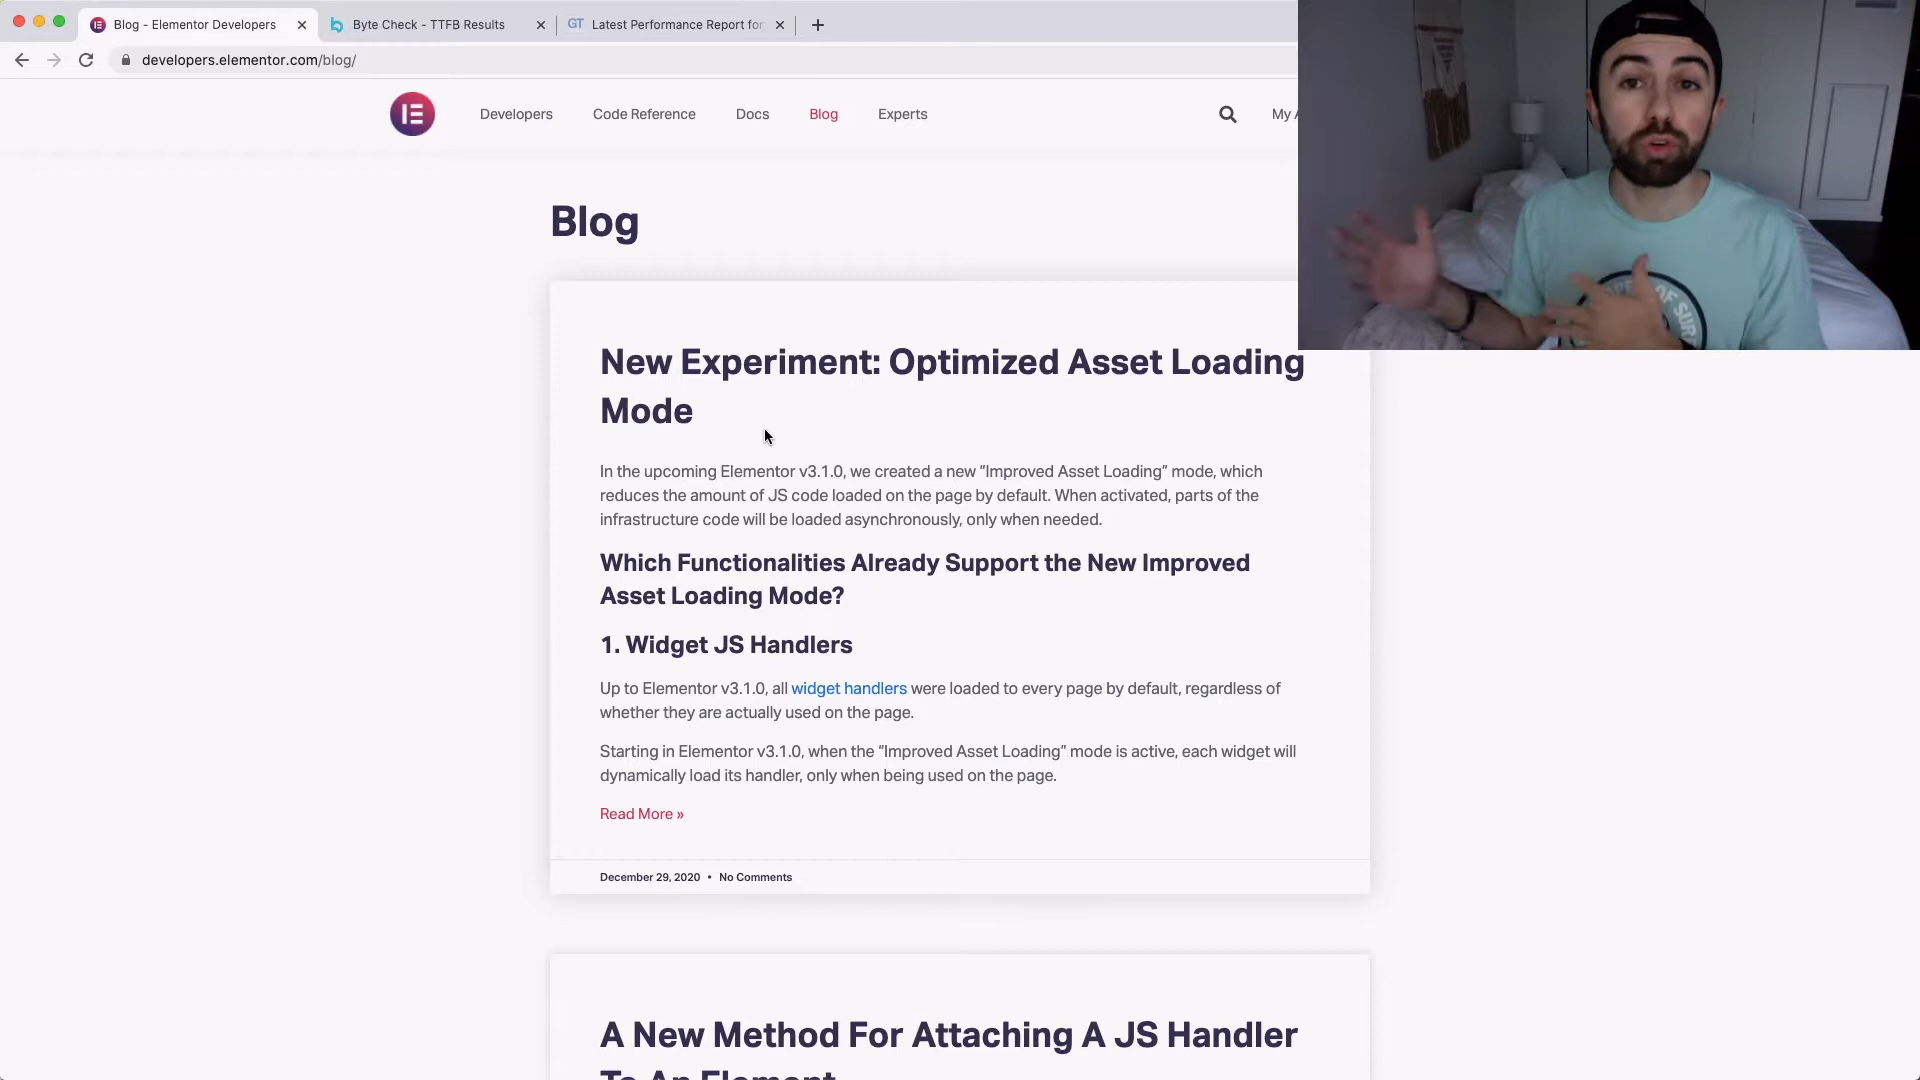 Blog - Elementor Developers
Byte Check - TTFB Results
GT Latest Performance Report for
developers.elementor.com/blog/
Developers
Code Reference
Docs
Blog
Experts
My
Blog
New Experiment: Optimized Asset Loading
Mode
In the upcoming Elementor v3.1.0, we created a new “Improved Asset Loading” mode, which
reduces the amount of JS code loaded on the page by default. When activated, parts of the
infrastructure code will be loaded asynchronously, only when needed.
Which Functionalities Already Support the New Improved
Asset Loading Mode?
1. Widget JS Handlers
Up to Elementor v3.1.0, all widget handlers were loaded to every page by default, regardless of
whether they are actually used on the page.
Starting in Elementor v3.1.0, when the “Improved Asset Loading” mode is active, each widget will
dynamically load its handler, only when being used on the page.
Read More »
December 29, 2020 • No Comments
A New Method For Attaching A JS Handler
To An Element